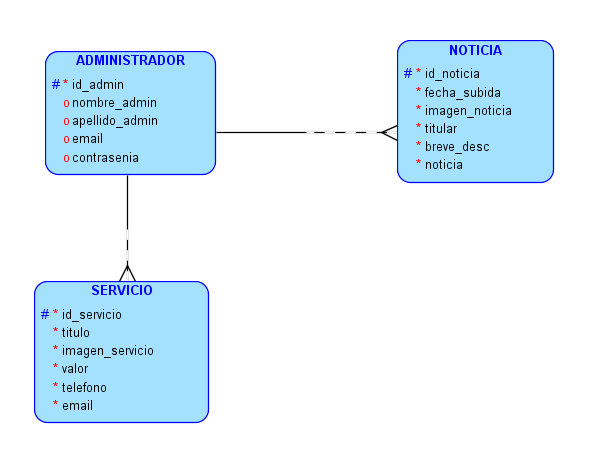 ADMINISTRADOR
#* id_admin
o nombre_admin
o apellido_admin
o email
o contrasenia
NOTICIA
#* id_noticia
* fecha_subida
* imagen_noticia
* titular
* breve_desc
* noticia
SERVICIO
#* id_servicio
* titulo
* imagen_servicio
* valor
* telefono
* email